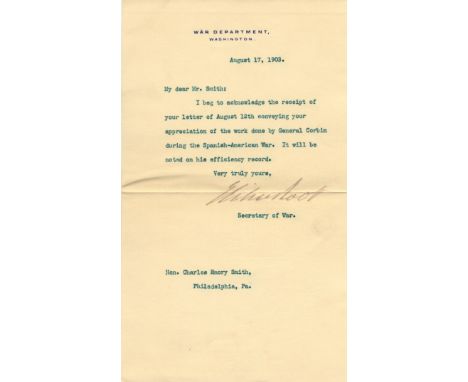 WAR DEPARTMENT,
WASHINGTON.
August 17, 1903.
My dear Mr. Smith:
I beg to acknowledge the receipt of
your letter of August 12th conveying your
appreciation of the work done by General Corbin
during the Spanish-American War. It will be
noted on his efficiency record.
Very truly yours,
Elihu Root
Secretary of War.
Hon. Charles Emory Smith,
Philadelphia, Pa.